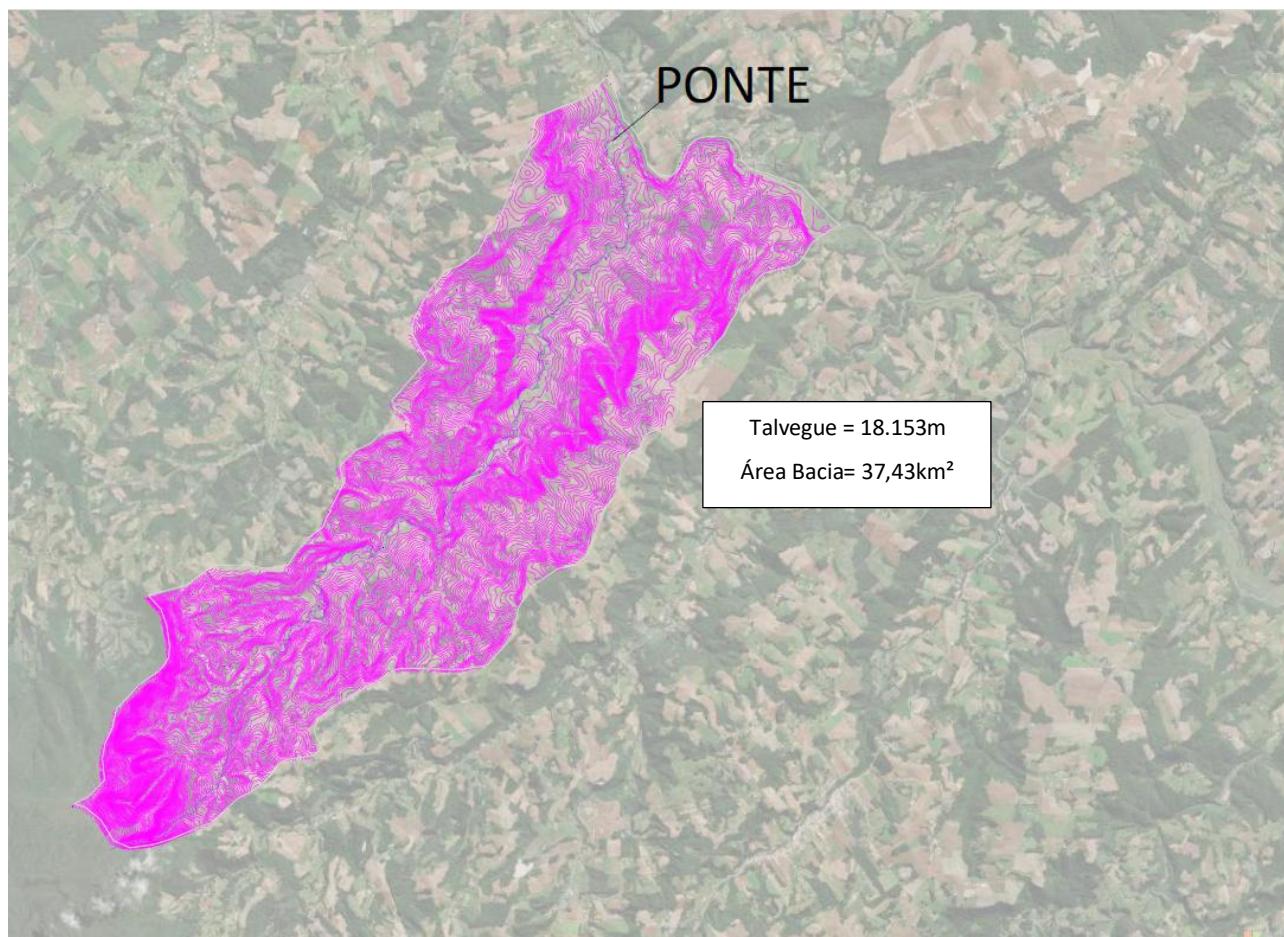 PONTE
Talvegue = 18.153m
Área Bacia= 37,43km²